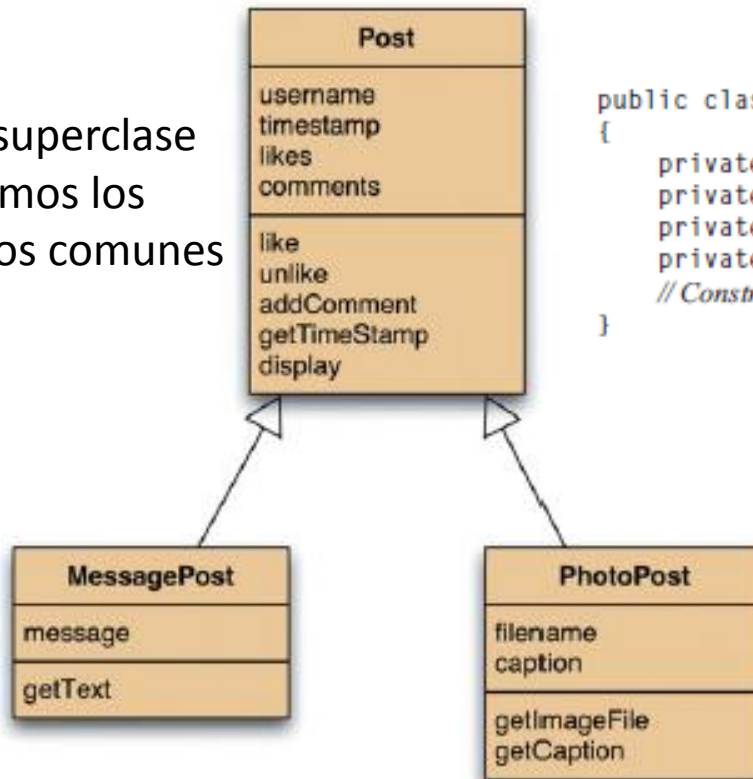 superclase
mos los
os comunes
Post
username
timestamp
likes
comments
like
unlike
addComment
getTimeStamp
display
public clas
{
private
private
private
private
// Constr
}
MessagePost
message
getText
PhotoPost
filename
caption
getImageFile
getCaption